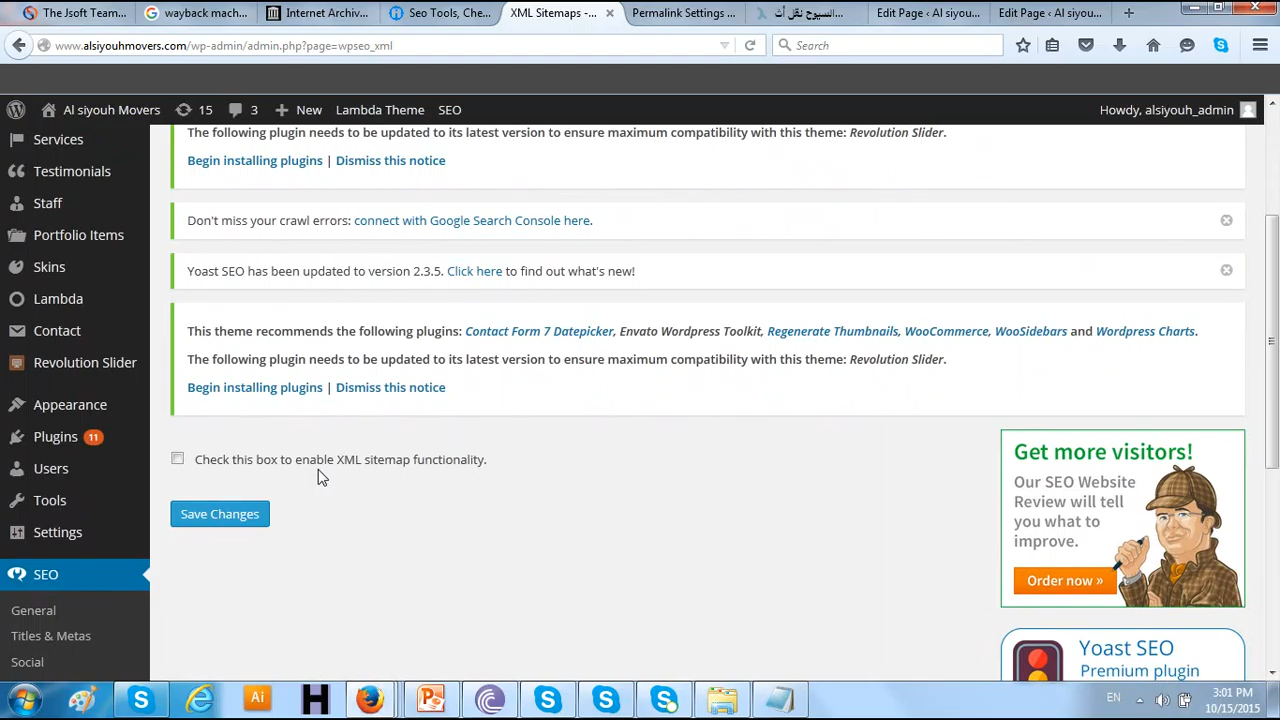 The Jsoft Team...
wayback mach...
Internet Archiv...
Seo Tools, Che...
XML Sitemaps -...
Permalink Settings ...
السيوح نقل أث...
Edit Page ‹ Al siyou...
Edit Page ‹ Al siyou...
www.alsiyouhmovers.com/wp-admin/admin.php?page=wpseo_xml
Search
Al siyouh Movers
15
3
New
Lambda Theme
SEO
Howdy, alsiyouh_admin
Services
Testimonials
Staff
Portfolio Items
Skins
Lambda
Contact
Revolution Slider
Appearance
Plugins 11
Users
Tools
Settings
SEO
General
Titles & Metas
Social
The following plugin needs to be updated to its latest version to ensure maximum compatibility with this theme: Revolution Slider.
Begin installing plugins | Dismiss this notice
Don't miss your crawl errors: connect with Google Search Console here.
Yoast SEO has been updated to version 2.3.5. Click here to find out what's new!
This theme recommends the following plugins: Contact Form 7 Datepicker, Envato Wordpress Toolkit, Regenerate Thumbnails, WooCommerce, WooSidebars and Wordpress Charts.
The following plugin needs to be updated to its latest version to ensure maximum compatibility with this theme: Revolution Slider.
Begin installing plugins | Dismiss this notice
Check this box to enable XML sitemap functionality.
Save Changes
Get more visitors!
Our SEO Website
Review will tell
you what to
improve.
Order now »
Yoast SEO
Premium plugin
Ai
EN
3:01 PM
10/15/2015